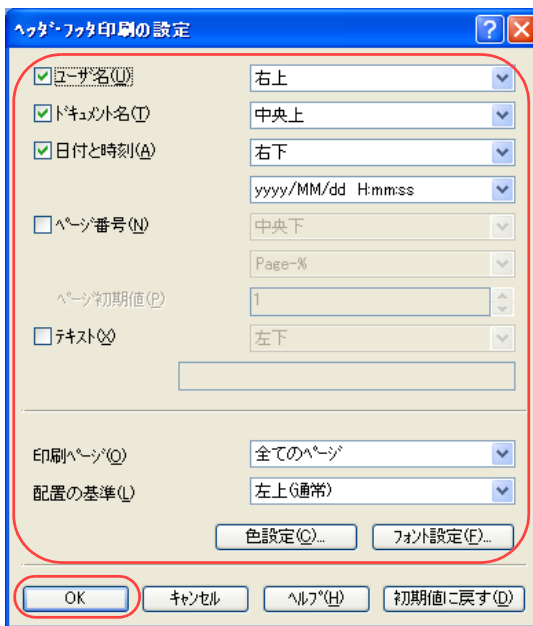 ﾍｯﾀﾞ･ﾌｯﾀ印刷の設定
ﾕｰｻﾞ名(U) 右上
ﾄﾞｷｭﾒﾝﾄ名(T) 中央上
日付と時刻(A) 右下
yyyy/MM/dd H:mm:ss
ﾍﾟｰｼﾞ番号(N) 中央下
Page-%
ﾍﾟｰｼﾞ初期値(P) 1
ﾃｷｽﾄ(X) 左下
印刷ﾍﾟｰｼﾞ(O) 全てのﾍﾟｰｼﾞ
配置の基準(L) 左上(通常)
色設定(C)... ﾌｫﾝﾄ設定(F)...
OK ｷｬﾝｾﾙ ﾍﾙﾌﾟ(H) 初期値に戻す(D)